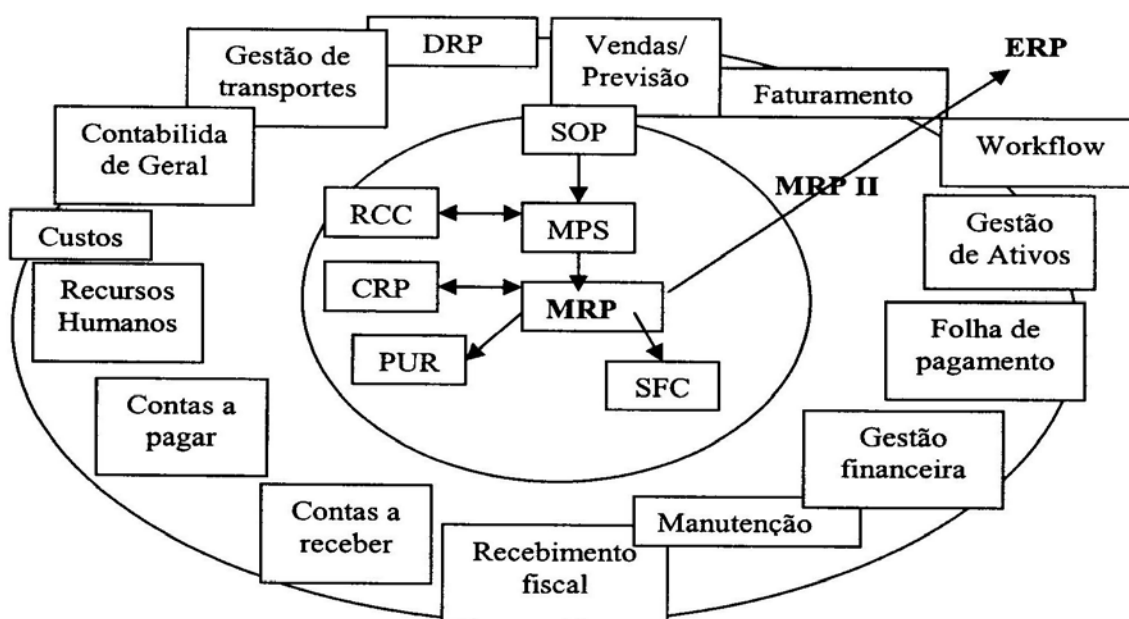 DRP
Vendas/
Previsão
ERP
Gestão de
transportes
Faturamento
Contabilida
de Geral
SOP
Workflow
MRP II
RCC
MPS
Gestão
de Ativos
Custos
Recursos
Humanos
CRP
MRP
Folha de
pagamento
PUR
SFC
Contas a
pagar
Gestão
financeira
Contas a
receber
Manutenção
Recebimento
fiscal